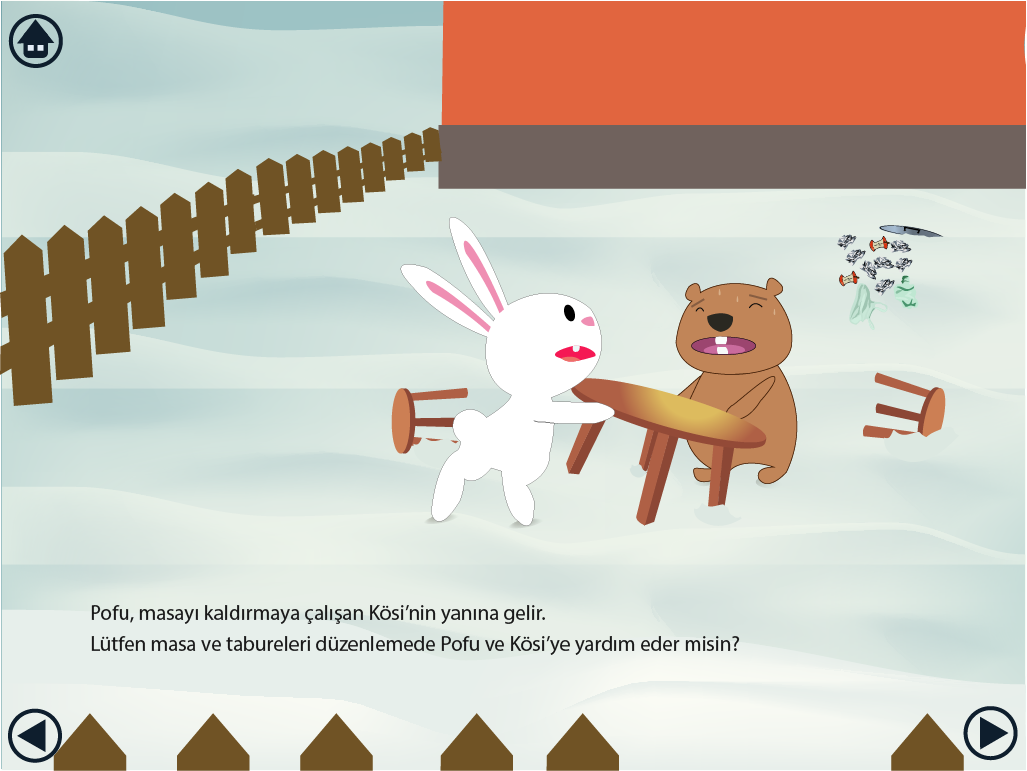 Pofu, masayı kaldırmaya çalışan Kösi’nin yanına gelir.
Lütfen masa ve tabureleri düzenlemede Pofu ve Kösi’ye yardım eder misin?